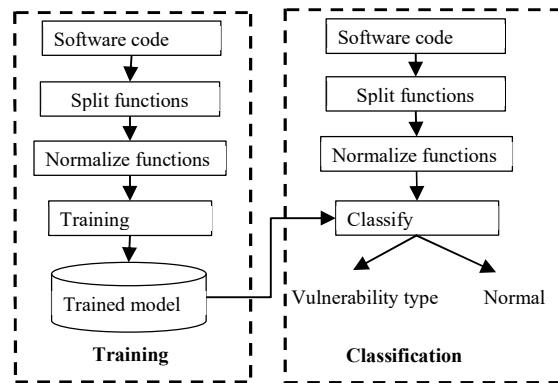 Software code
Split functions
Normalize functions
Training
Trained model
Training
Software code
Split functions
Normalize functions
Classify
Vulnerability type
Normal
Classification